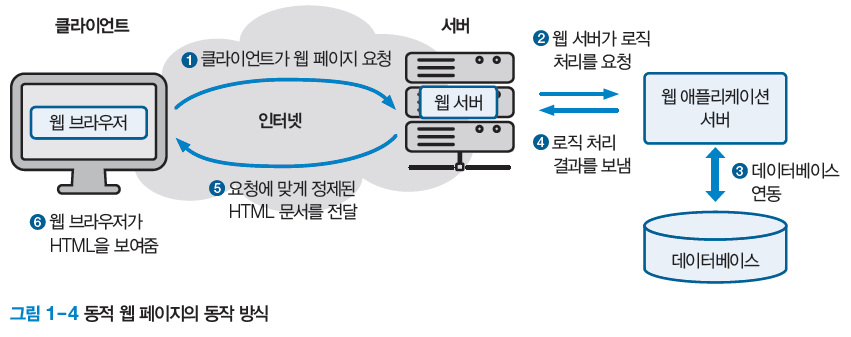 클라이언트
서버
❶ 클라이언트가 웹 페이지 요청
❷ 웹 서버가 로직
처리를 요청
웹 브라우저
인터넷
웹 서버
웹 애플리케이션
서버
❹ 로직 처리
결과를 보냄
❸ 데이터베이스
연동
❺ 요청에 맞게 정제된
HTML 문서를 전달
❻ 웹 브라우저가
HTML을 보여줌
데이터베이스
그림 1-4 동적 웹 페이지의 동작 방식